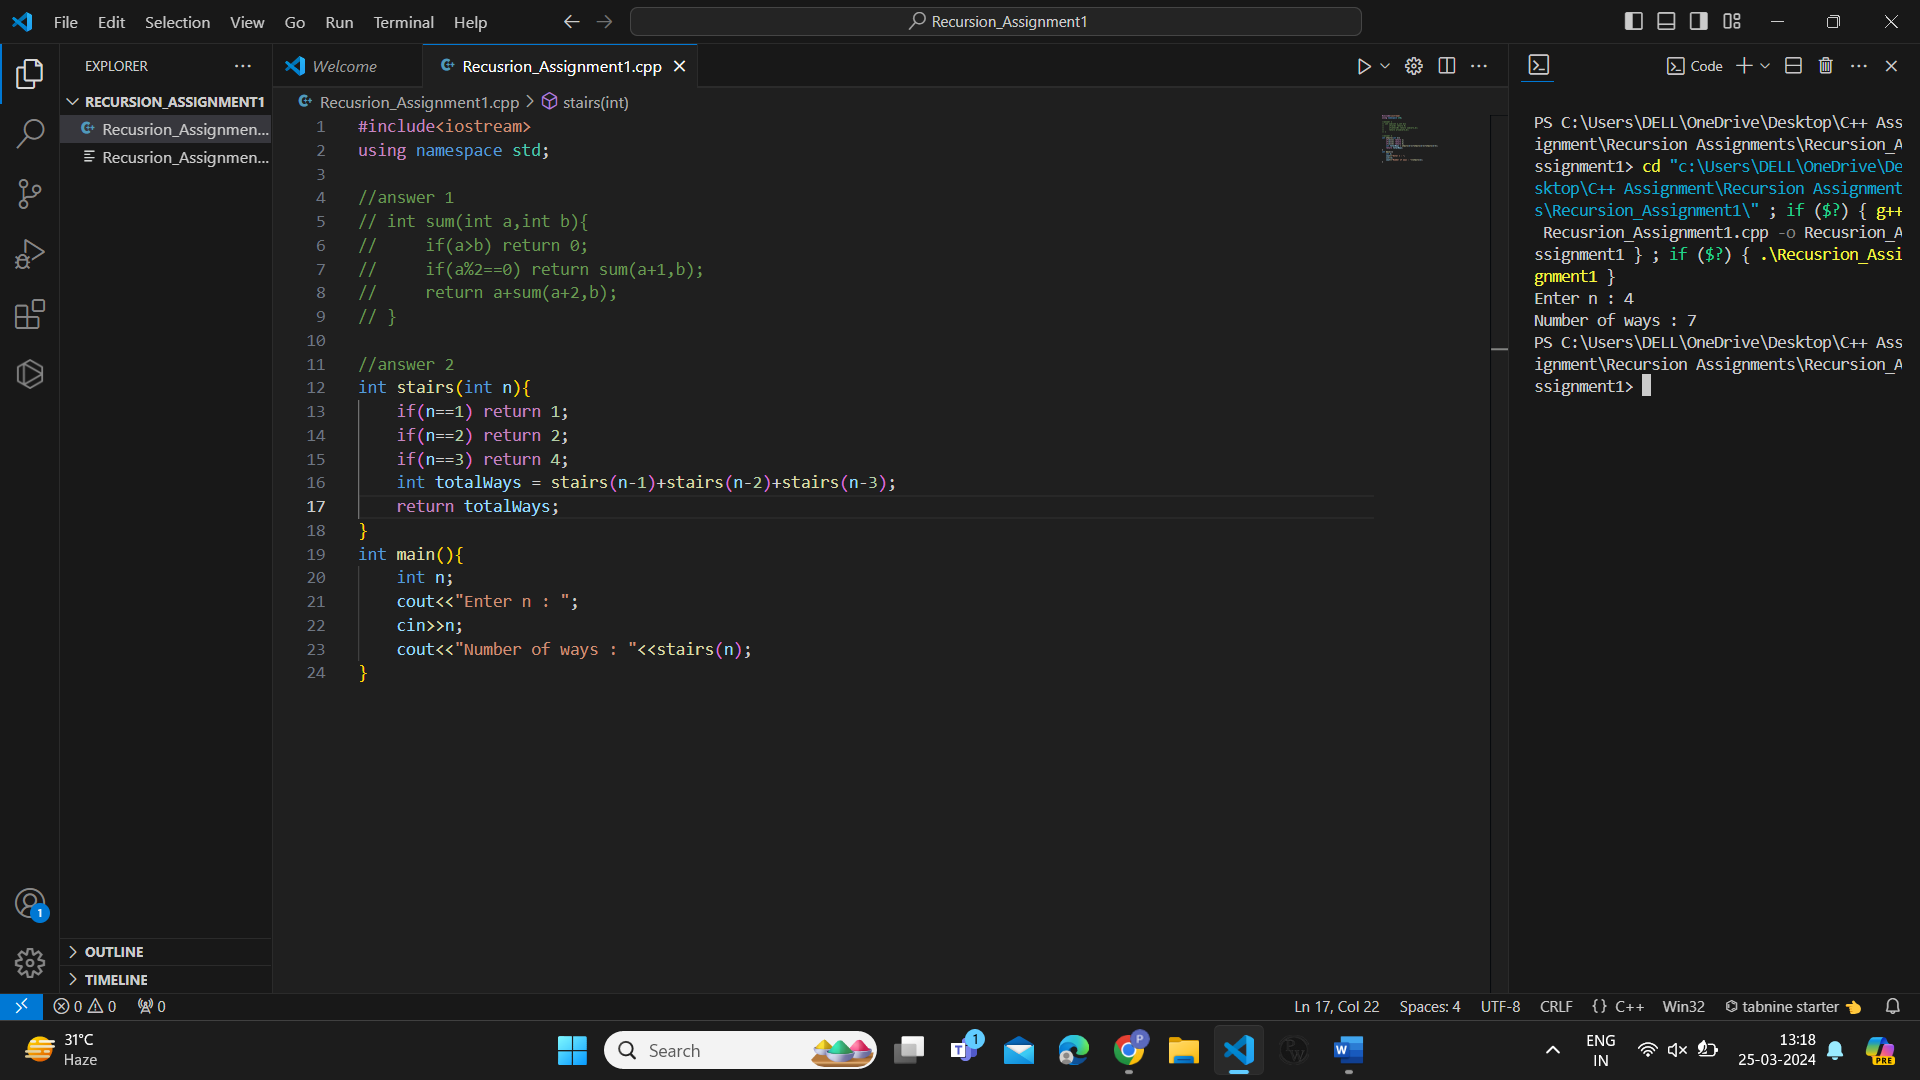 File Edit Selection View Go Run Terminal Help
Recursion_Assignment1
EXPLORER
RECURSION_ASSIGNMENT1
Recusrion_Assignmen...
Recusrion_Assignmen...
OUTLINE
TIMELINE
Welcome
Recusrion_Assignment1.cpp
Recusrion_Assignment1.cpp > stairs(int)
1 #include<iostream>
2 using namespace std;
3
4 //answer 1
5 // int sum(int a,int b){
6 //     if(a>b) return 0;
7 //     if(a%2==0) return sum(a+1,b);
8 //     return a+sum(a+2,b);
9 // }
10
11 //answer 2
12 int stairs(int n){
13     if(n==1) return 1;
14     if(n==2) return 2;
15     if(n==3) return 4;
16     int totalWays = stairs(n-1)+stairs(n-2)+stairs(n-3);
17     return totalWays;
18 }
19 int main(){
20     int n;
21     cout<<"Enter n : ";
22     cin>>n;
23     cout<<"Number of ways : "<<stairs(n);
24 }
Code
PS C:\Users\DELL\OneDrive\Desktop\C++ Ass
ignment\Recursion Assignments\Recursion_A
ssignment1> cd "c:\Users\DELL\OneDrive\De
sktop\C++ Assignment\Recursion Assignment
s\Recursion_Assignment1\" ; if ($?) { g++
 Recusrion_Assignment1.cpp -o Recusrion_A
ssignment1 } ; if ($?) { .\Recusrion_Assi
gnment1 }
Enter n : 4
Number of ways : 7
PS C:\Users\DELL\OneDrive\Desktop\C++ Ass
ignment\Recursion Assignments\Recursion_A
ssignment1>
1
0 0 0
Ln 17, Col 22 Spaces: 4 UTF-8 CRLF {} C++ Win32 tabnine starter
31°C
Haze
Search
1
P
W
ENG
IN
13:18
25-03-2024
PRE